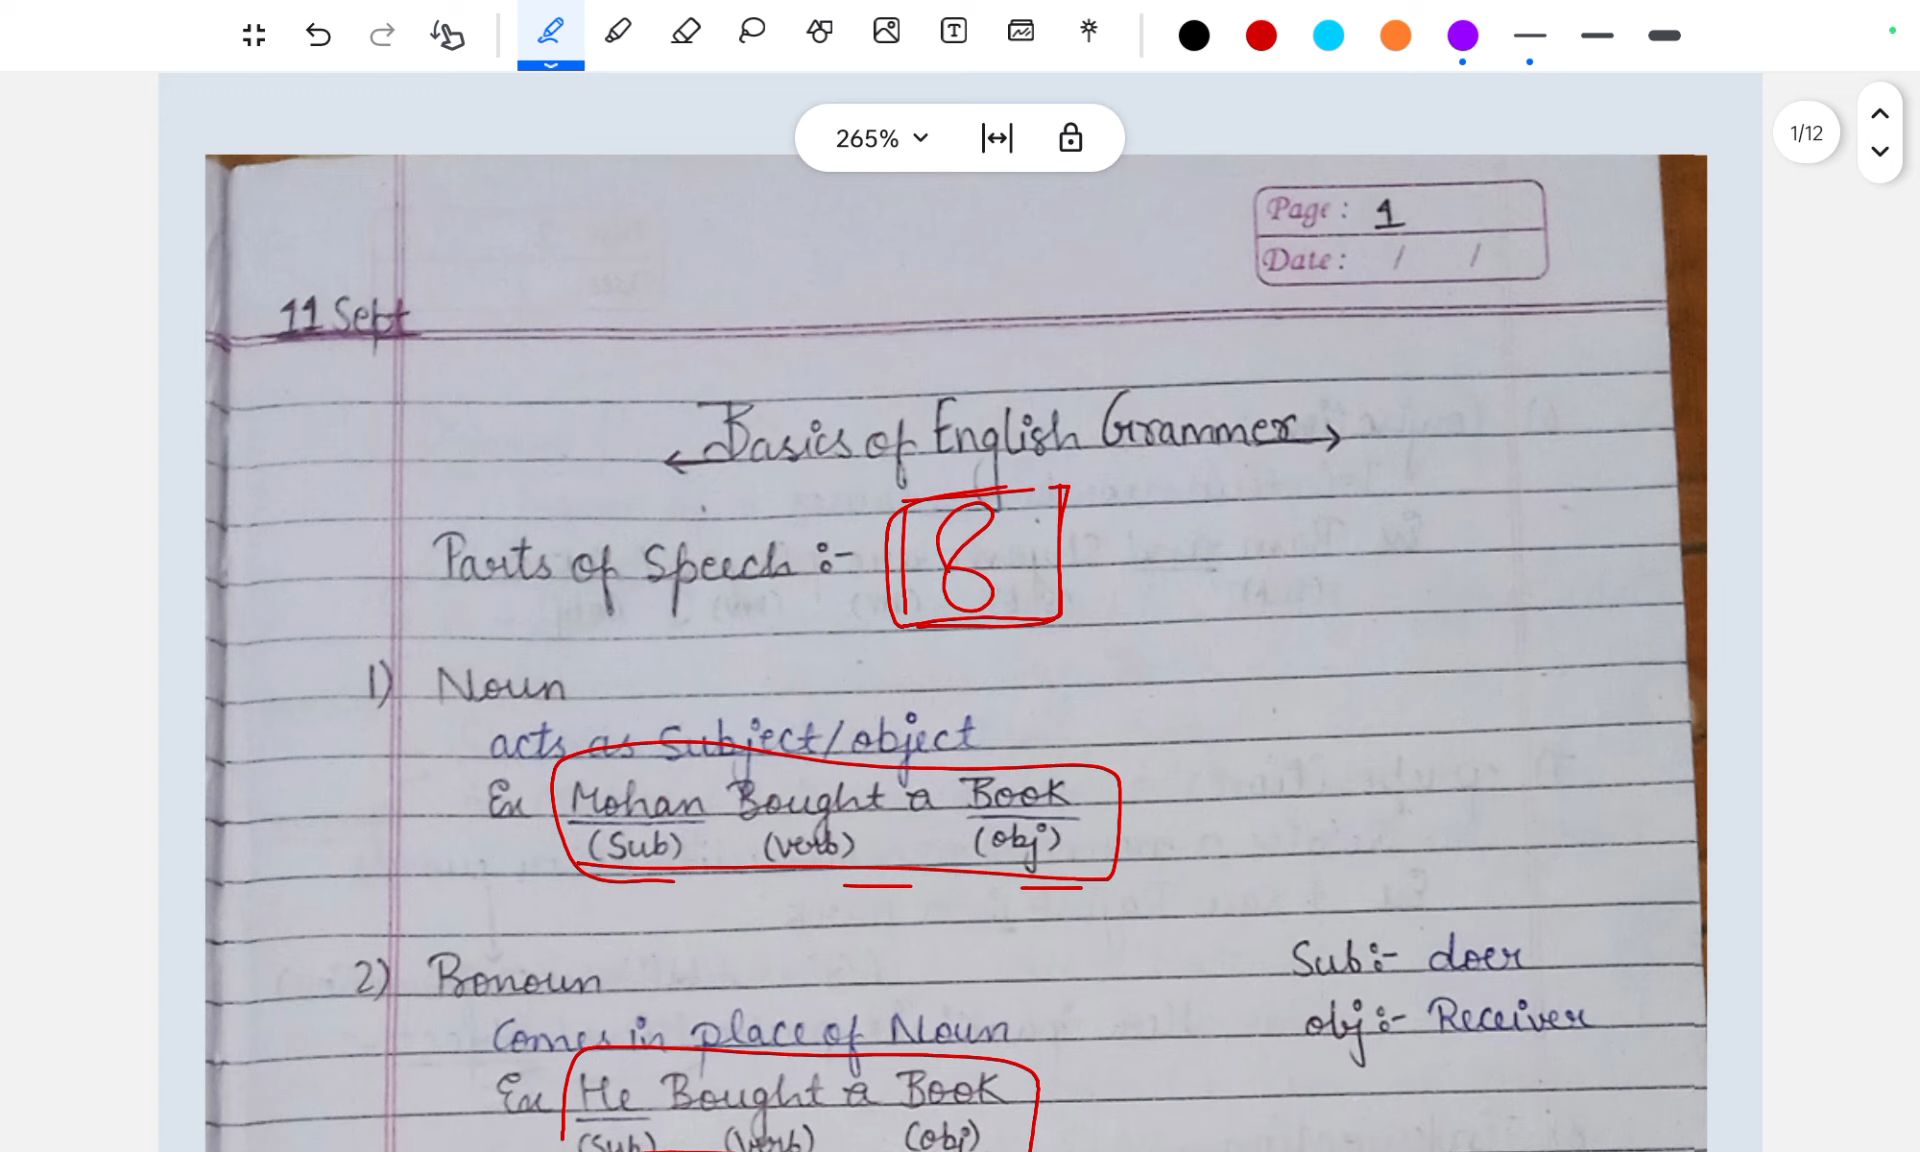 265%
1/12
Page: 1
Date: / /
11 Sept
Basics of English Grammer
Parts of Speech :- 8
1) Noun
acts as Subject/object
Ex Mohan Bought a Book
(Sub) (verb) (obj)
2) Pronoun
Sub:- doer
Comes in place of Noun
obj:- Receiver
Ex He Bought a Book
(Sub) (verb) (obj)